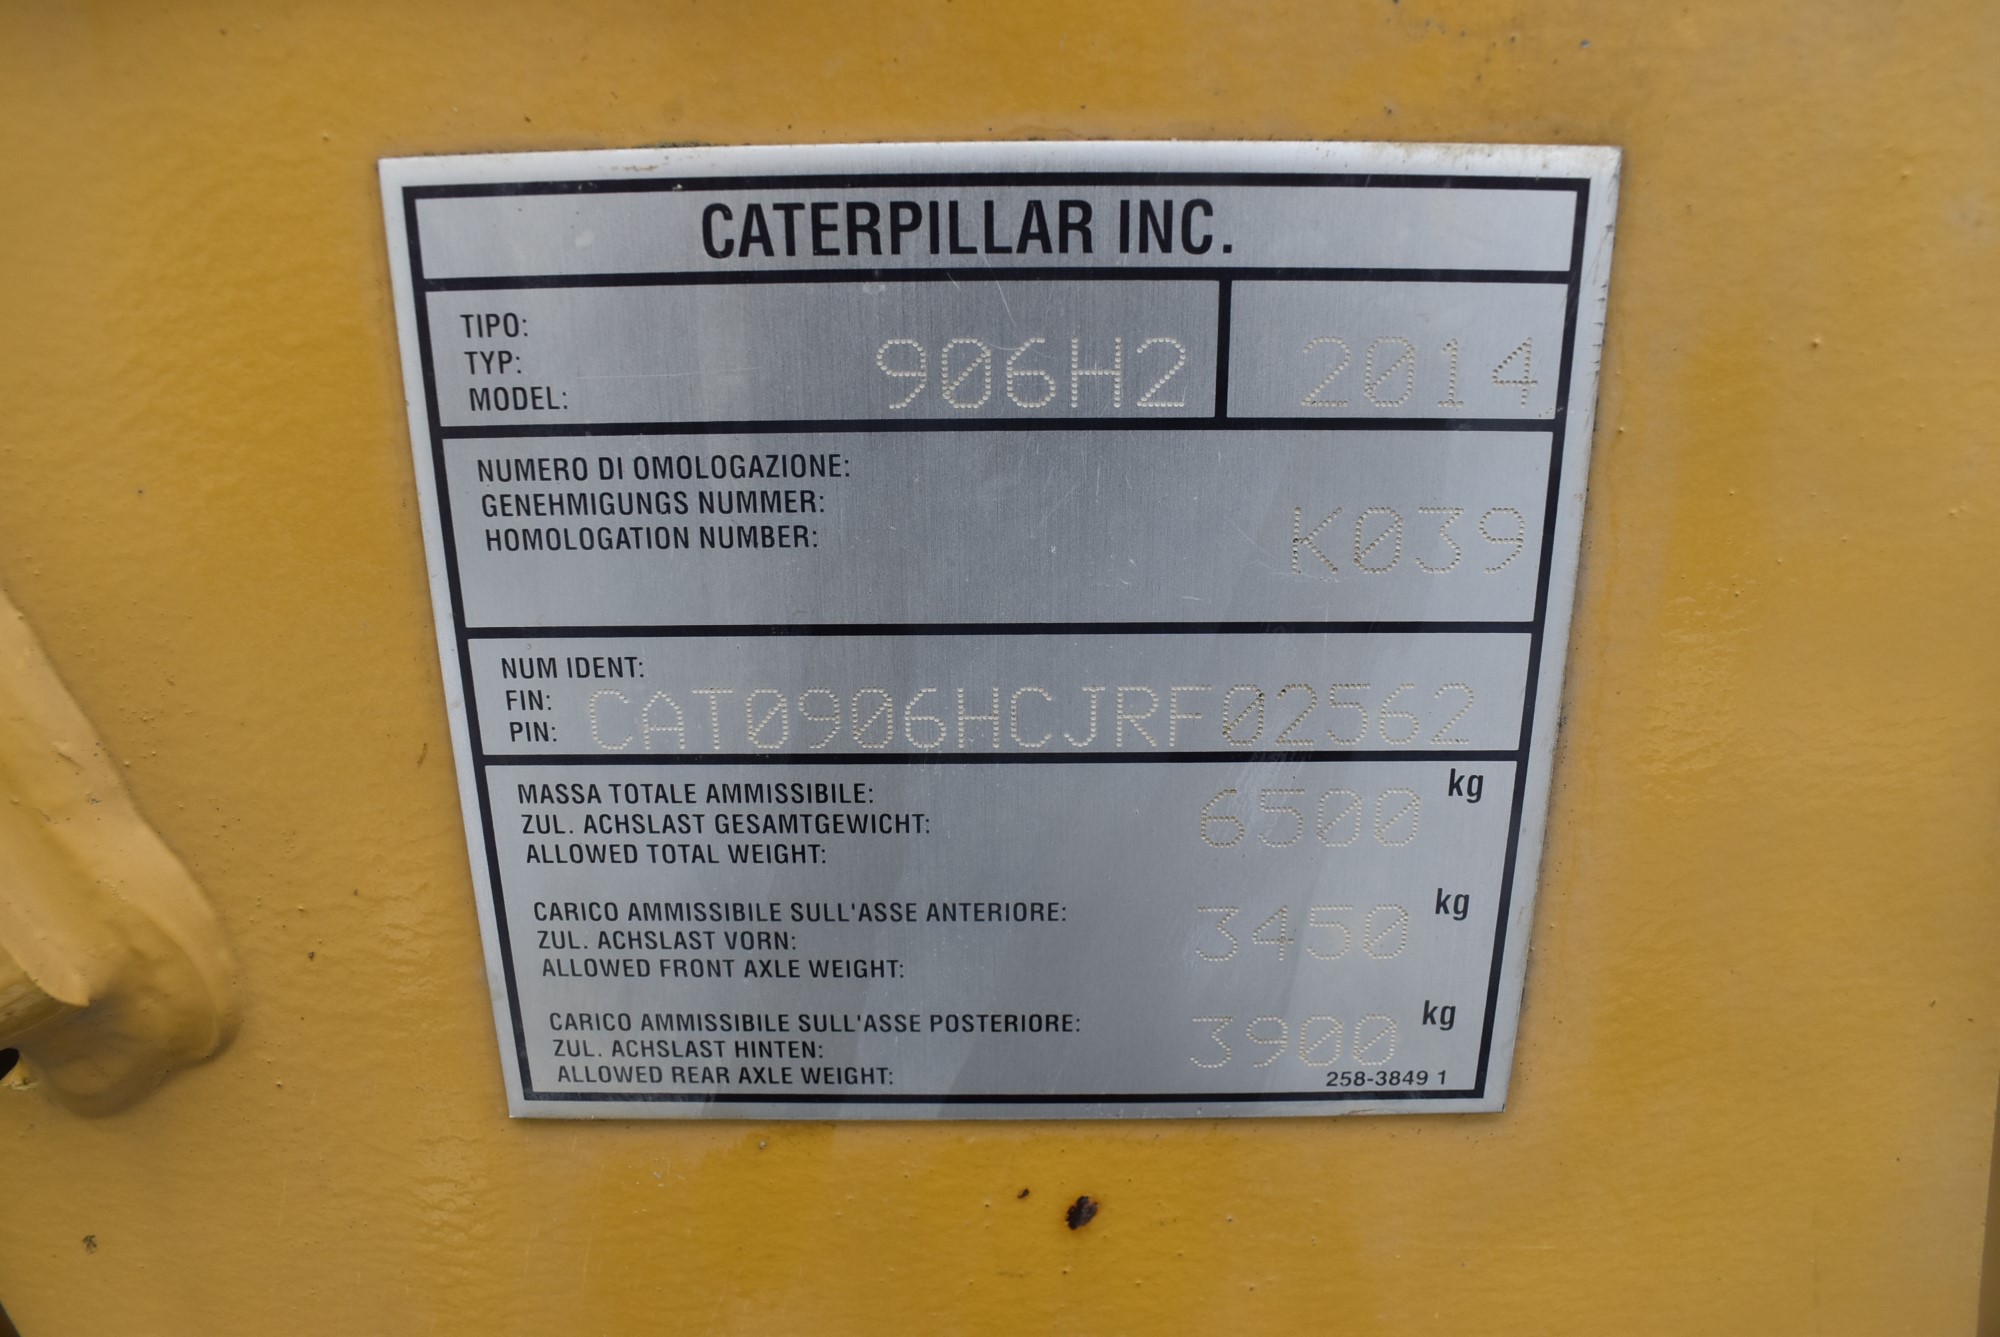 CATERPILLAR INC.
TIPO:
TYP:
MODEL: 906H2 2014
NUMERO DI OMOLOGAZIONE:
GENEHMIGUNGS NUMMER:
HOMOLOGATION NUMBER: K039
NUM IDENT:
FIN:
PIN: CAT0906HCJRF02562
MASSA TOTALE AMMISSIBILE:
ZUL. ACHSLAST GESAMTGEWICHT: 6500 kg
ALLOWED TOTAL WEIGHT:
CARICO AMMISSIBILE SULL'ASSE ANTERIORE:
ZUL. ACHSLAST VORN: 3450 kg
ALLOWED FRONT AXLE WEIGHT:
CARICO AMMISSIBILE SULL'ASSE POSTERIORE:
ZUL. ACHSLAST HINTEN: 3900 kg
ALLOWED REAR AXLE WEIGHT:
258-3849 1